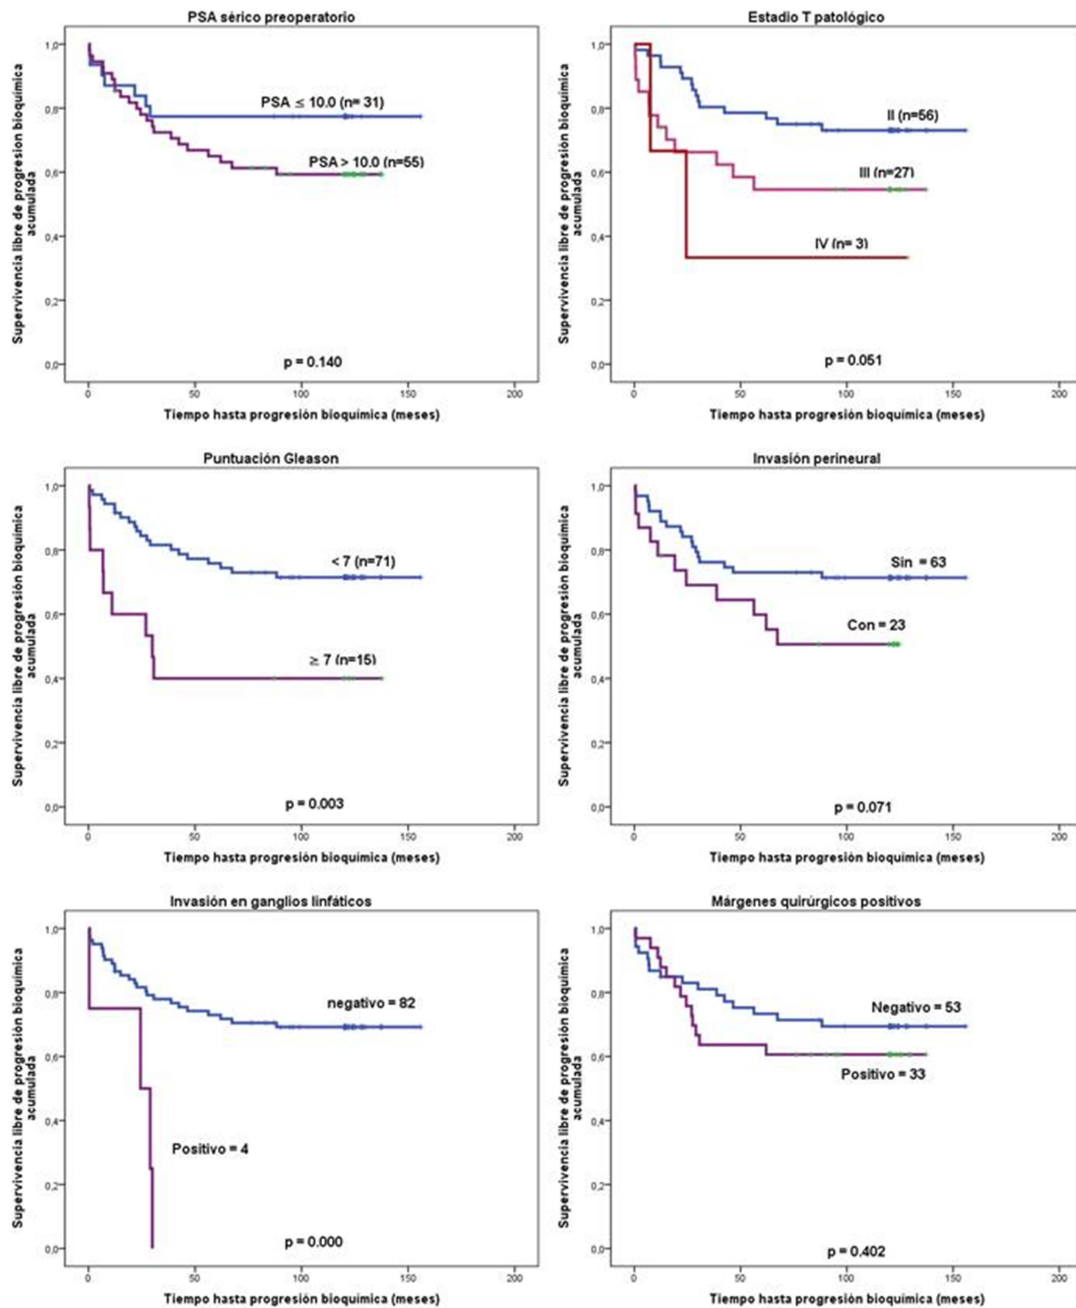 PSA sérico preoperatorio
Supervivencia libre de progresión bioquímica
acumulada
1,0
0,8
0,6
0,4
0,2
0,0
PSA ≤ 10.0 (n= 31)
PSA > 10.0 (n=55)
p = 0.140
0 50 100 150 200
Tiempo hasta progresión bioquímica (meses)
Estadio T patológico
Supervivencia libre de progresión bioquímica
acumulada
1,0
0,8
0,6
0,4
0,2
0,0
II (n=56)
III (n=27)
IV (n= 3)
p = 0.051
0 50 100 150 200
Tiempo hasta progresión bioquímica (meses)
Puntuación Gleason
Supervivencia libre de progresión bioquímica
acumulada
1,0
0,8
0,6
0,4
0,2
0,0
< 7 (n=71)
≥ 7 (n=15)
p = 0.003
0 50 100 150 200
Tiempo hasta progresión bioquímica (meses)
Invasión perineural
Supervivencia libre de progresión bioquímica
acumulada
1,0
0,8
0,6
0,4
0,2
0,0
Sin = 63
Con = 23
p = 0.071
0 50 100 150 200
Tiempo hasta progresión bioquímica (meses)
Invasión en ganglios linfáticos
Supervivencia libre de progresión bioquímica
acumulada
1,0
0,8
0,6
0,4
0,2
0,0
negativo = 82
Positivo = 4
p = 0.000
0 50 100 150 200
Tiempo hasta progresión bioquímica (meses)
Márgenes quirúrgicos positivos
Supervivencia libre de progresión bioquímica
acumulada
1,0
0,8
0,6
0,4
0,2
0,0
Negativo = 53
Positivo = 33
p = 0.402
0 50 100 150 200
Tiempo hasta progresión bioquímica (meses)